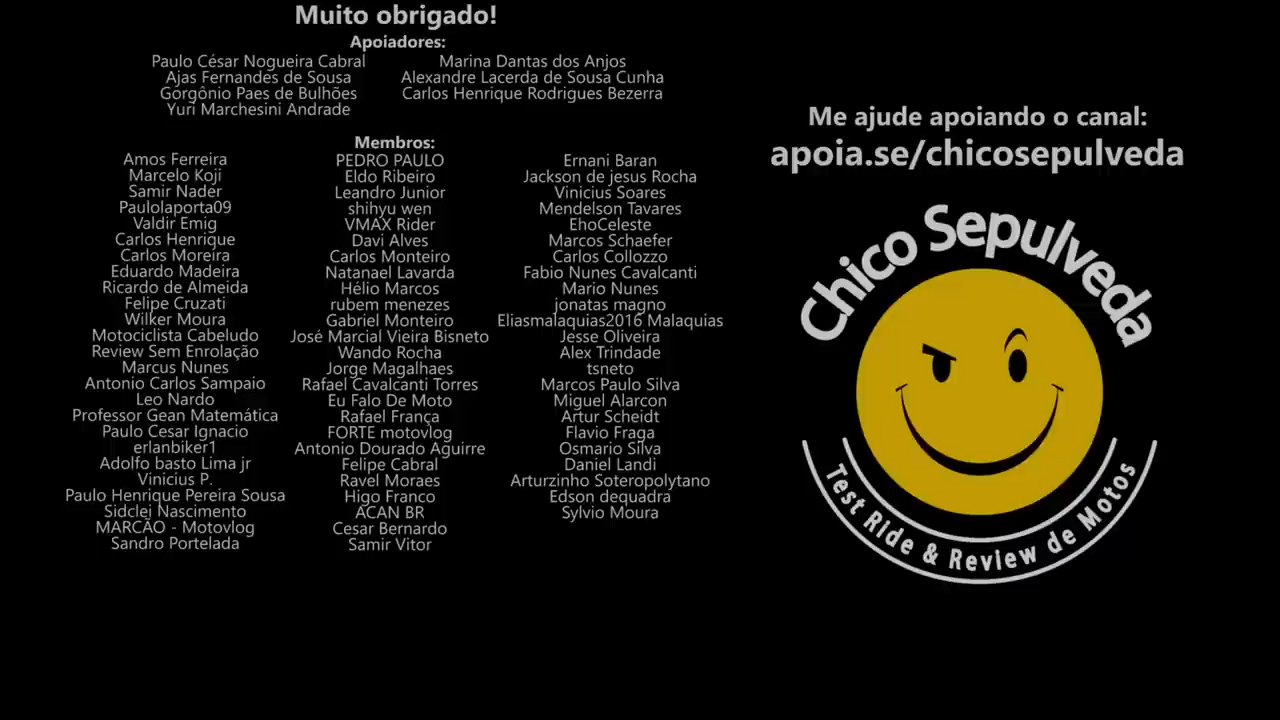 Muito obrigado!
Apoiadores:
Paulo César Nogueira Cabral
Ajas Fernandes de Sousa
Gorgônio Paes de Bulhões
Yuri Marchesini Andrade
Marina Dantas dos Anjos
Alexandre Lacerda de Sousa Cunha
Carlos Henrique Rodrigues Bezerra
Membros:
Amos Ferreira
Marcelo Koji
Samir Nader
Paulolaporta09
Valdir Emig
Carlos Henrique
Carlos Moreira
Eduardo Madeira
Ricardo de Almeida
Felipe Cruzati
Wilker Moura
Motociclista Cabeludo
Review Sem Enrolação
Marcus Nunes
Antonio Carlos Sampaio
Leo Nardo
Professor Gean Matemática
Paulo Cesar Ignacio
erlanbiker1
Adolfo basto Lima jr
Vinicius P.
Paulo Henrique Pereira Sousa
Sidclei Nascimento
MARCÃO - Motovlog
Sandro Portelada
PEDRO PAULO
Eldo Ribeiro
Leandro Junior
shihyu wen
VMAX Rider
Davi Alves
Carlos Monteiro
Natanael Lavarda
Hélio Marcos
rubem menezes
Gabriel Monteiro
José Marcial Vieira Bisneto
Wando Rocha
Jorge Magalhaes
Rafael Cavalcanti Torres
Eu Falo De Moto
Rafael França
FORTE motovlog
Antonio Dourado Aguirre
Felipe Cabral
Ravel Moraes
Higo Franco
ACAN BR
Cesar Bernardo
Samir Vitor
Ernani Baran
Jackson de jesus Rocha
Vinicius Soares
Mendelson Tavares
EhoCeleste
Marcos Schaefer
Carlos Collozzo
Fabio Nunes Cavalcanti
Mario Nunes
jonatas magno
Eliasmalaquias2016 Malaquias
Jesse Oliveira
Alex Trindade
tsneto
Marcos Paulo Silva
Miguel Alarcon
Artur Scheidt
Flavio Fraga
Osmario Silva
Daniel Landi
Arturzinho Soteropolytano
Edson dequadra
Sylvio Moura
Me ajude apoiando o canal:
apoia.se/chicosepulveda
Chico Sepulveda
Test Ride & Review de Motos